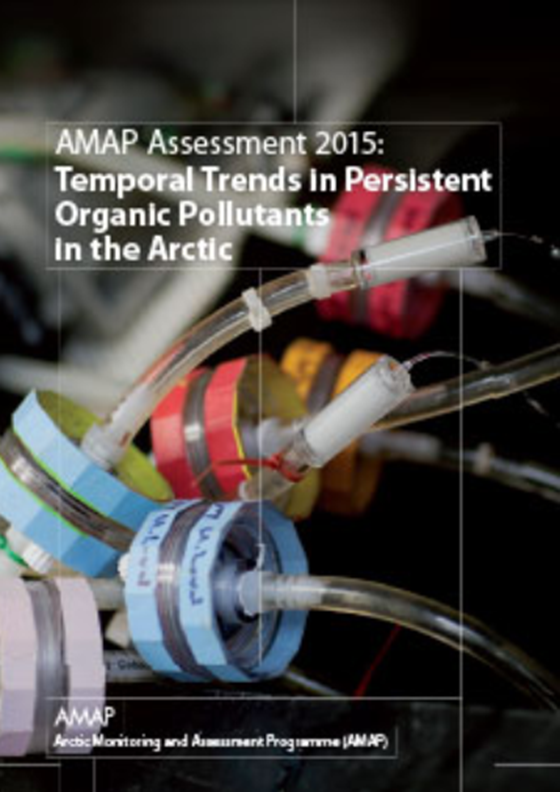 AMAP Assessment 2015:
Temporal Trends in Persistent
Organic Pollutants
in the Arctic
AMAP
Arctic Monitoring and Assessment Programme (AMAP)